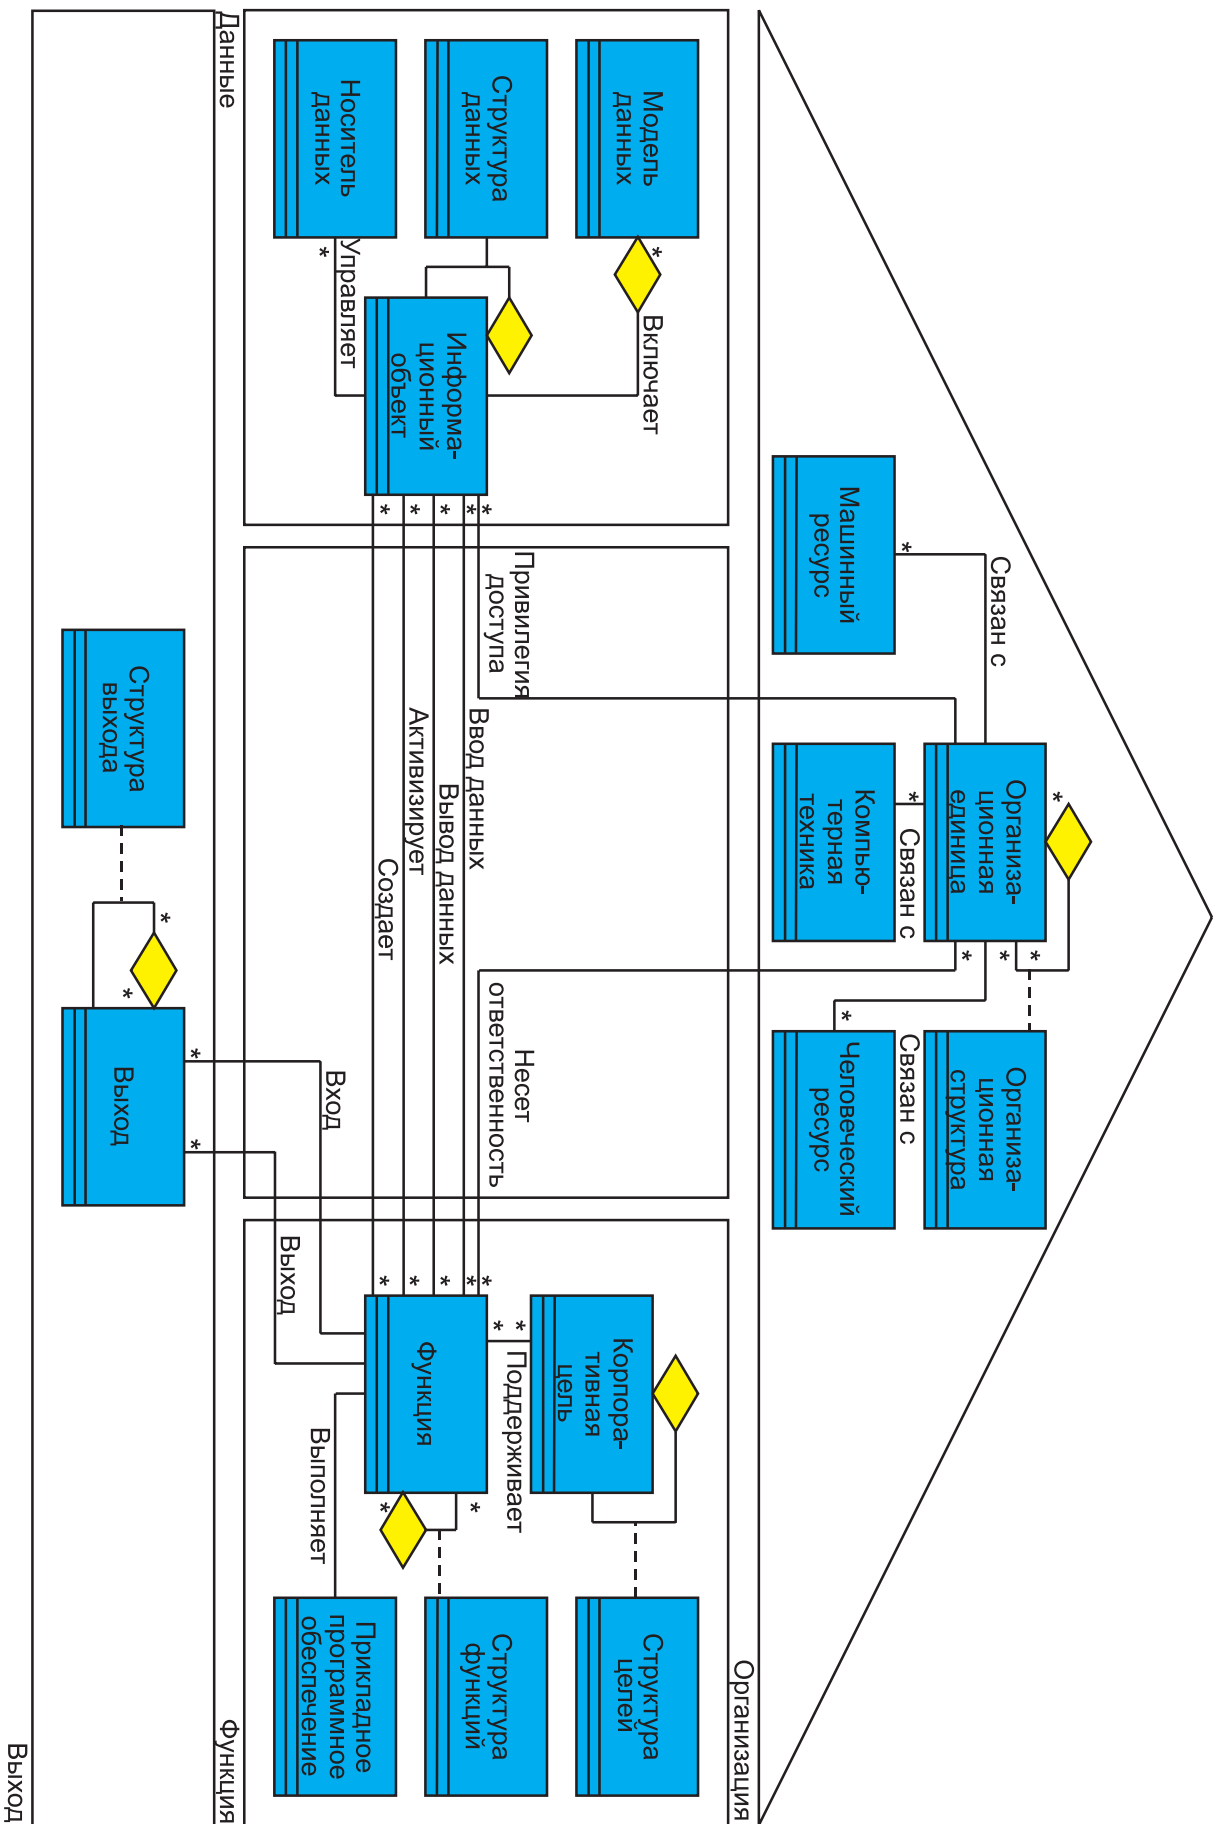 Связан с
Организа-
ционная
единица
*
*
*
*
Организа-
ционная
структура
Машинный
ресурс
*
Компью-
терная
техника
*
Связан с
Человеческий
ресурс
*
Связан с
Организация
Модель
данных
*
Включает
Структура
данных
Носитель
данных
*
Управляет
Информа-
ционный
объект
*
*
*
*
*
Привилегия
доступа
Несет
ответственность
Ввод данных
Вывод данных
Активизирует
Создает
Корпора-
тивная
цель
*
*
Поддерживает
Структура
целей
*
*
*
*
*
Функция
*
*
Структура
функций
Выполняет
Прикладное
программное
обеспечение
Данные
Вход
Выход
Функция
Структура
выхода
*
*
Выход
*
*
Выход